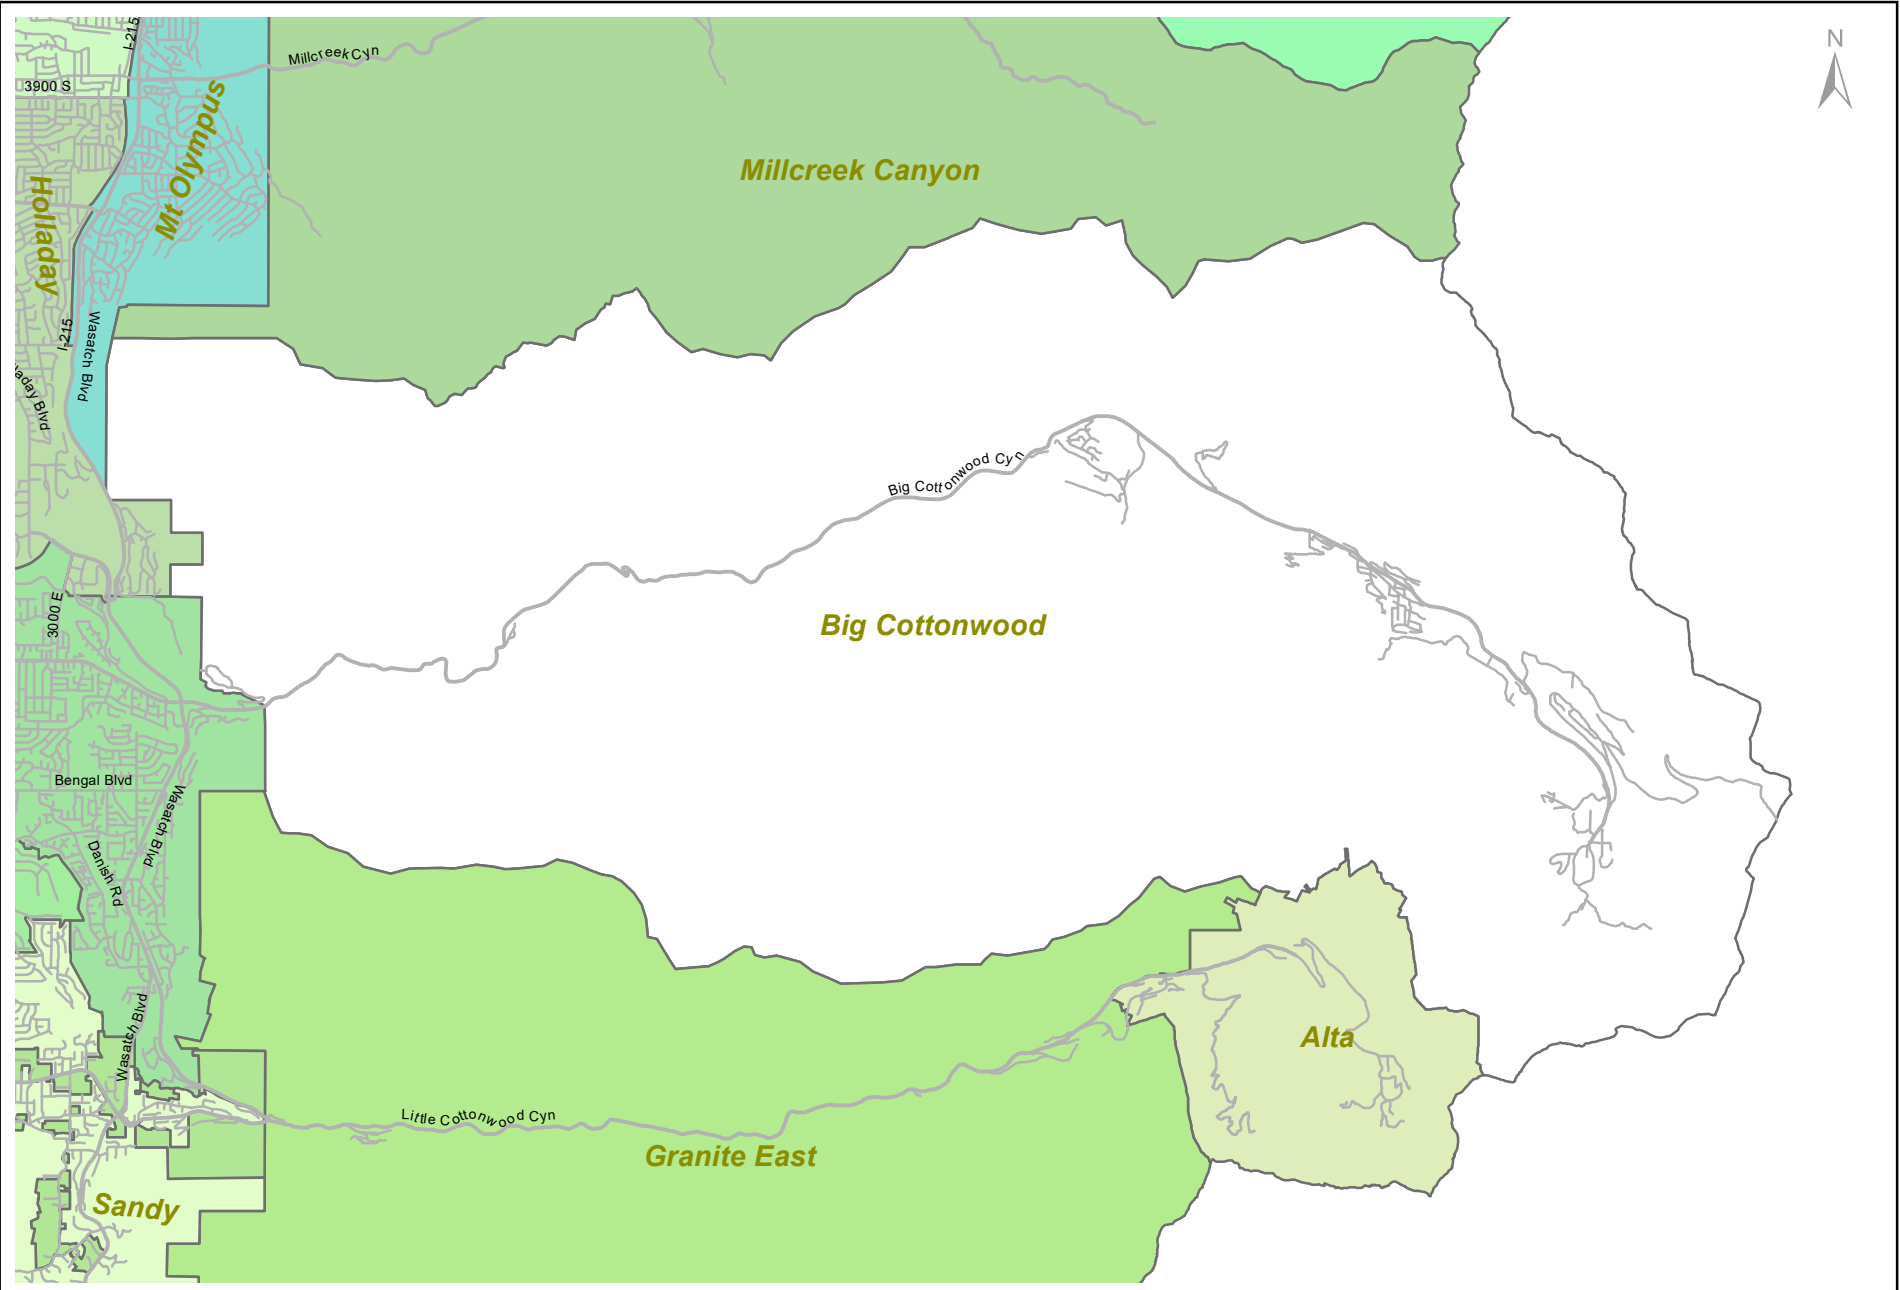 I-215
N
Millcreek Cyn
3900 S
Mt Olympus
Millcreek Canyon
Holladay
I-215
Wasatch Blvd
aday Blvd
Big Cottonwood Cyn
3000 E
Big Cottonwood
Bengal Blvd
Wasatch Blvd
Danish Rd
Wasatch Blvd
Alta
Little Cottonwood Cyn
Granite East
Sandy